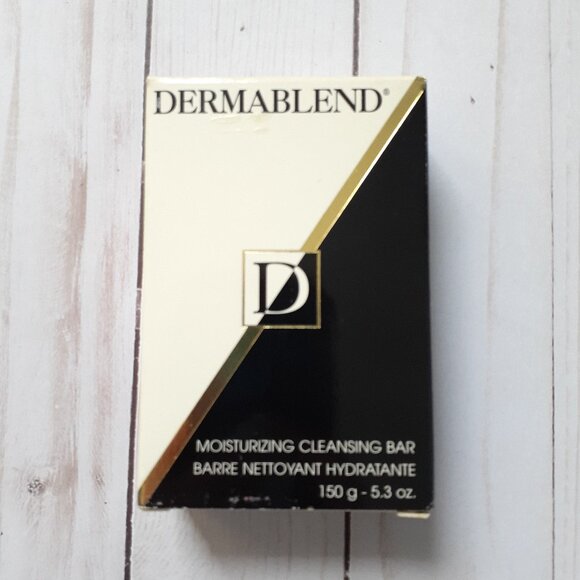 DERMABLEND®
D
MOISTURIZING CLEANSING BAR
BARRE NETTOYANT HYDRATANTE
150 g - 5.3 oz.